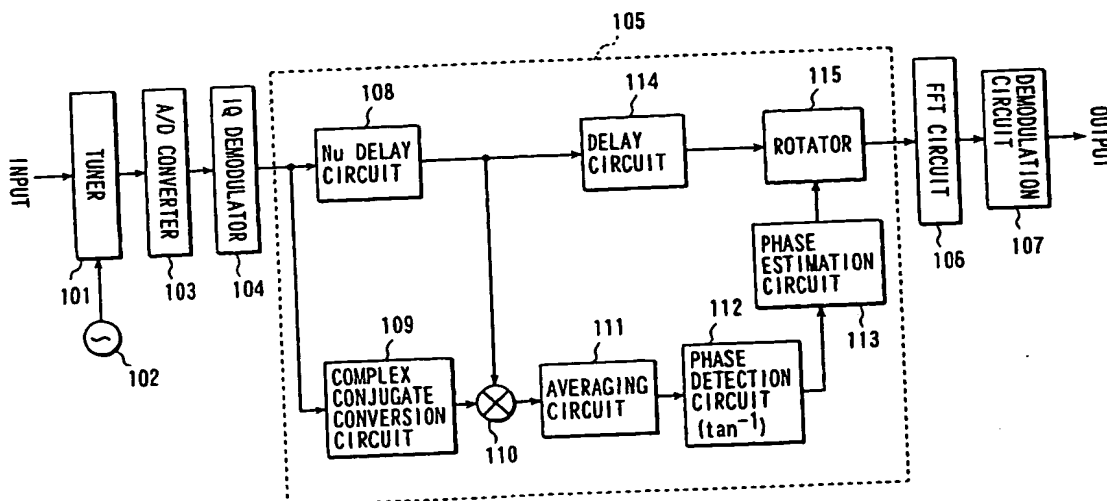 105
INPUT
TUNER
101
102
A/D CONVERTER
103
IQ DEMODULATOR
104
108
Nu DELAY
CIRCUIT
114
DELAY
CIRCUIT
115
ROTATOR
FFT CIRCUIT
106
DEMODULATION
CIRCUIT
107
OUTPUT
PHASE
ESTIMATION
CIRCUIT
113
109
COMPLEX
CONJUGATE
CONVERSION
CIRCUIT
110
111
AVERAGING
CIRCUIT
112
PHASE
DETECTION
CIRCUIT
(tan⁻¹)